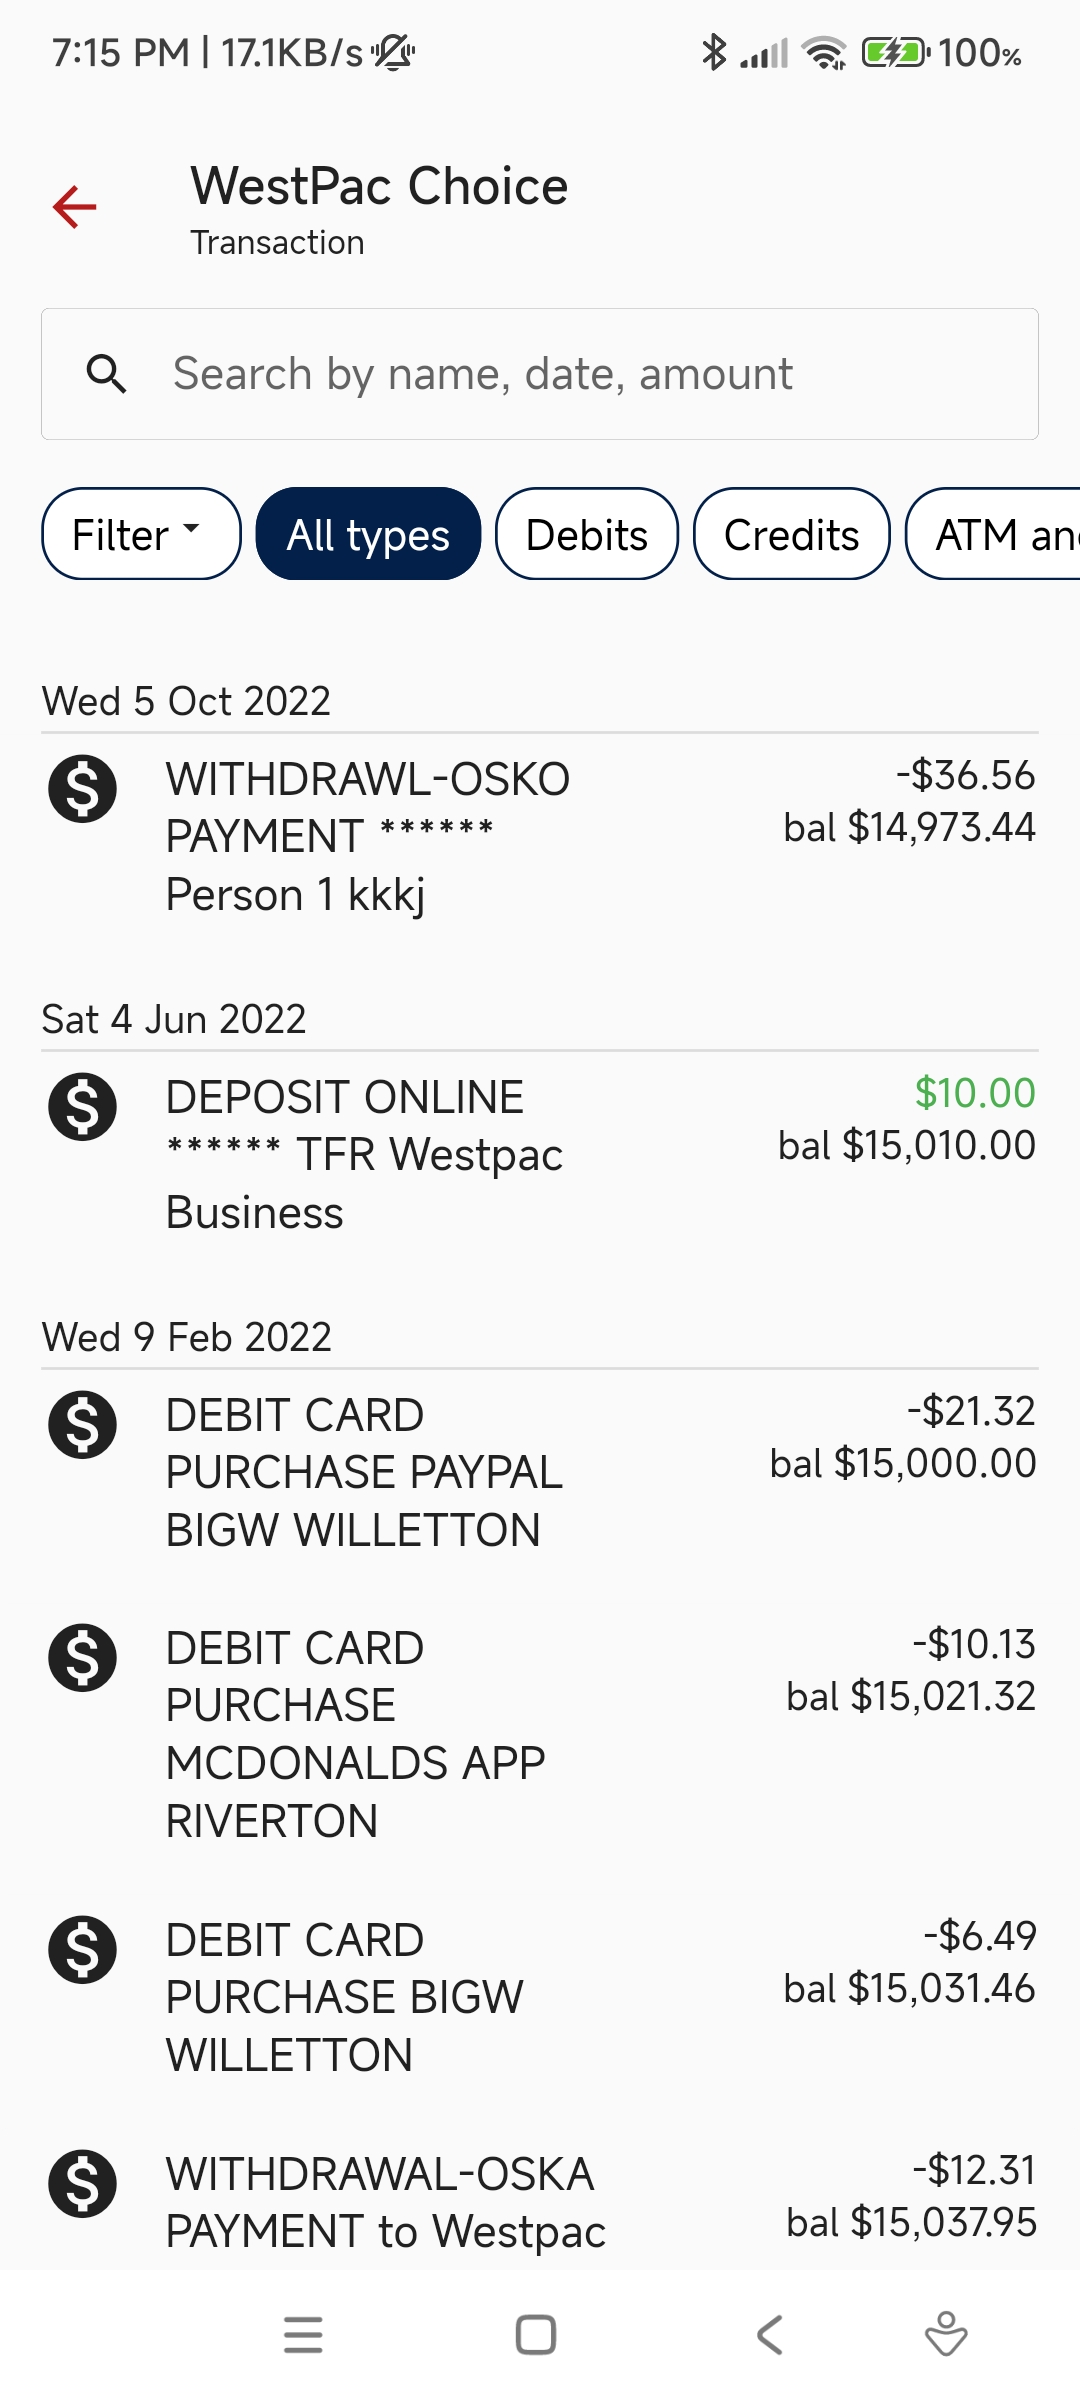 7:15 PM | 17.1KB/s 100%
WestPac Choice
Transaction
Search by name, date, amount
Filter All types Debits Credits ATM and
Wed 5 Oct 2022
WITHDRAWL-OSKO -$36.56
PAYMENT ****** bal $14,973.44
Person 1 kkkj
Sat 4 Jun 2022
DEPOSIT ONLINE $10.00
****** TFR Westpac bal $15,010.00
Business
Wed 9 Feb 2022
DEBIT CARD -$21.32
PURCHASE PAYPAL bal $15,000.00
BIGW WILLETTON
DEBIT CARD -$10.13
PURCHASE bal $15,021.32
MCDONALDS APP
RIVERTON
DEBIT CARD -$6.49
PURCHASE BIGW bal $15,031.46
WILLETTON
WITHDRAWAL-OSKA -$12.31
PAYMENT to Westpac bal $15,037.95